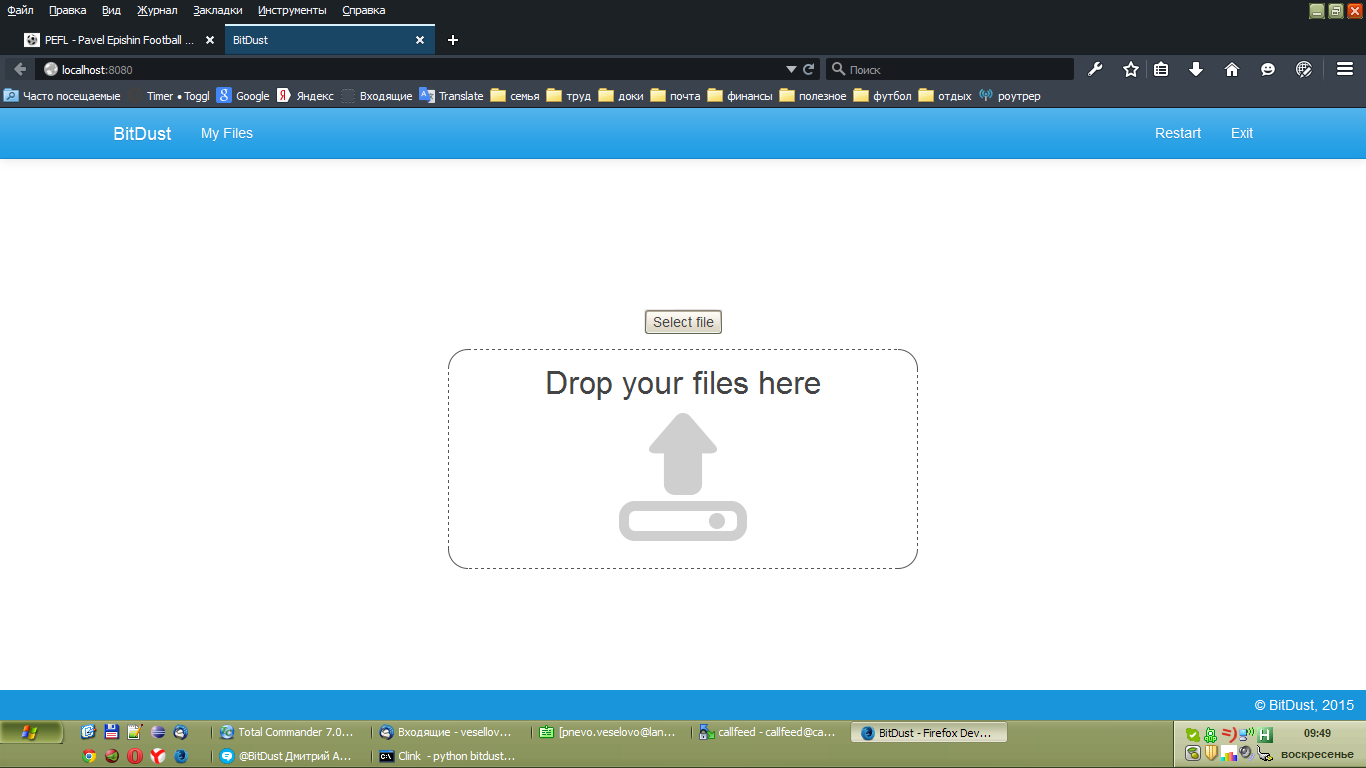 Файл Правка Вид Журнал Закладки Инструменты Справка
PEFL - Pavel Epishin Football ... BitDust
localhost:8080 Поиск
Часто посещаемые Timer • Toggl Google Яндекс Входящие Translate семья труд доки почта финансы полезное футбол отдых роутрер
BitDust My Files Restart Exit
Select file
Drop your files here
© BitDust, 2015
Total Commander 7.0... Входящие - vesellov... [pnevo.veselovo@lan... callfeed - callfeed@ca... BitDust - Firefox Dev... 09:49
@BitDust Дмитрий А... Clink - python bitdust... воскресенье